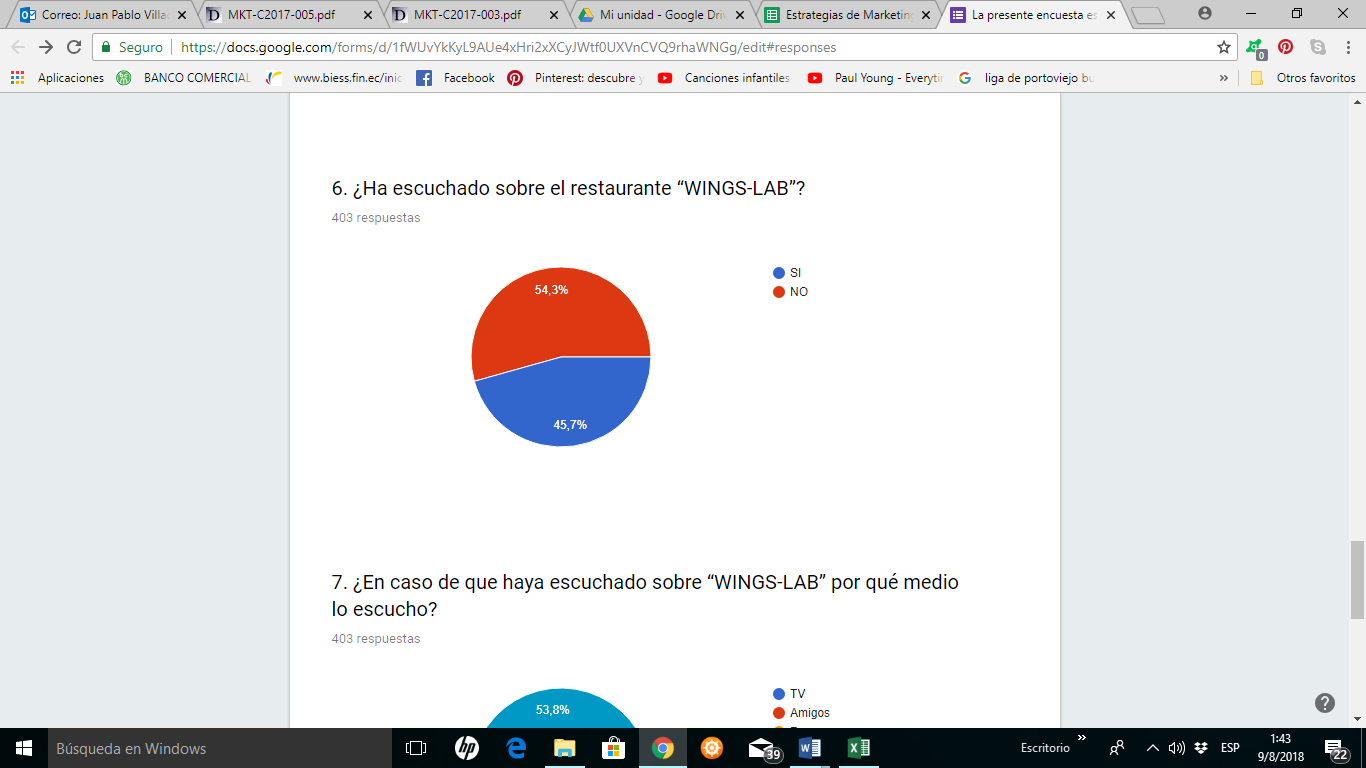 Correo: Juan Pablo Villa
MKT-C2017-005.pdf
MKT-C2017-003.pdf
Mi unidad - Google Driv
Estrategias de Marketing
La presente encuesta es
Seguro
https://docs.google.com/forms/d/1fWUvYkKyL9AUe4xHri2xXCyJWtf0UXVnCVQ9rhaWNGg/edit#responses
0
Aplicaciones
BANCO COMERCIAL
www.biess.fin.ec/inic
Facebook
Pinterest: descubre y
Canciones infantiles
Paul Young - Everytin
liga de portoviejo bu
»
Otros favoritos
6. ¿Ha escuchado sobre el restaurante “WINGS-LAB”?
403 respuestas
54,3%
45,7%
SI
NO
7. ¿En caso de que haya escuchado sobre “WINGS-LAB” por qué medio
lo escucho?
403 respuestas
53,8%
TV
Amigos
Búsqueda en Windows
39
Escritorio
»
ESP
1:43
9/8/2018
22